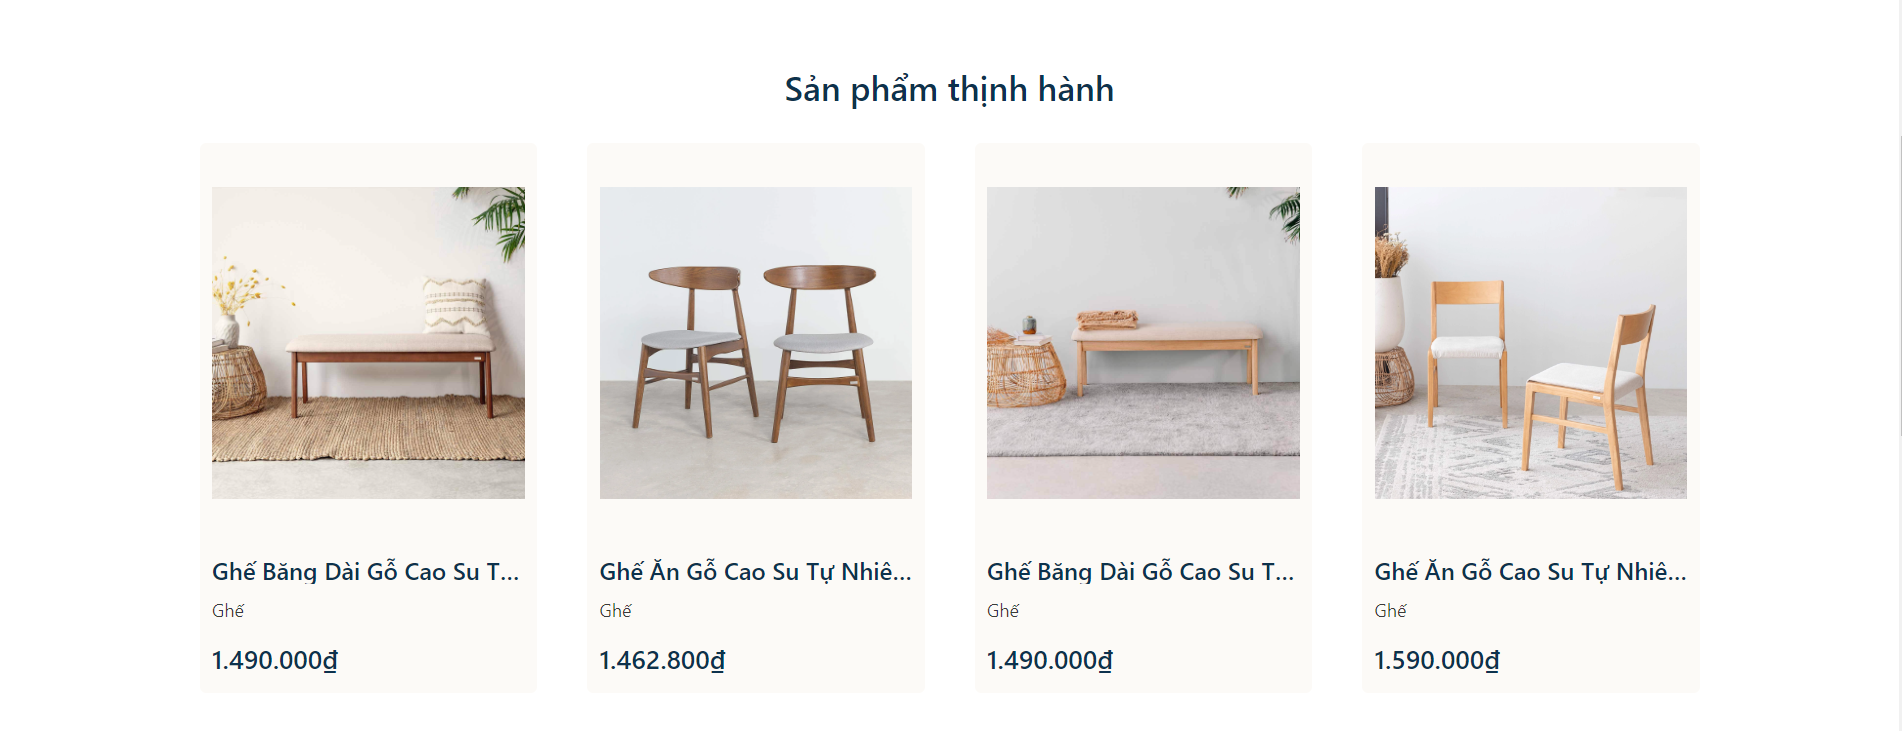 Sản phẩm thịnh hành
Ghế Băng Dài Gỗ Cao Su T...
Ghế
1.490.000₫
Ghế Ăn Gỗ Cao Su Tự Nhiê...
Ghế
1.462.800₫
Ghế Băng Dài Gỗ Cao Su T...
Ghế
1.490.000₫
Ghế Ăn Gỗ Cao Su Tự Nhiê...
Ghế
1.590.000₫